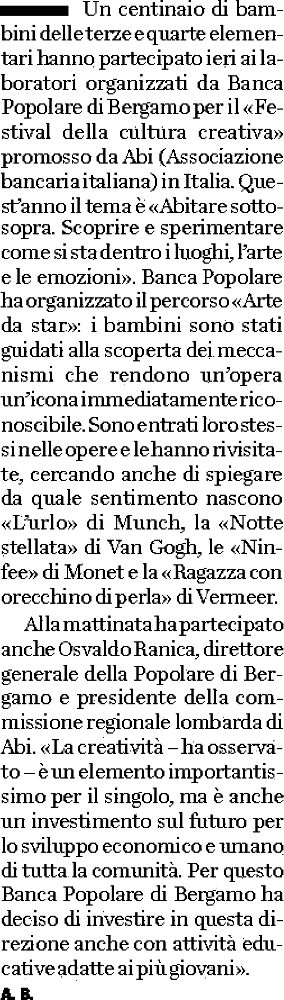 Un centinaio di bam-
bini delle terze e quarte elemen-
tari hanno partecipato ieri ai la-
boratori organizzati da Banca
Popolare di Bergamo per il «Fe-
stival della cultura creativa»
promosso da Abi (Associazione
bancaria italiana) in Italia. Que-
st’anno il tema è «Abitare sotto-
sopra. Scoprire e sperimentare
come si sta dentro i luoghi, l’arte
e le emozioni». Banca Popolare
ha organizzato il percorso «Arte
da star»: i bambini sono stati
guidati alla scoperta dei mecca-
nismi che rendono un’opera
un’icona immediatamente rico-
noscibile. Sono entrati loro stes-
si nelle opere e le hanno rivisita-
te, cercando anche di spiegare
da quale sentimento nascono
«L’urlo» di Munch, la «Notte
stellata» di Van Gogh, le «Nin-
fee» di Monet e la «Ragazza con
orecchino di perla» di Vermeer.
Alla mattinata ha partecipato
anche Osvaldo Ranica, direttore
generale della Popolare di Ber-
gamo e presidente della com-
missione regionale lombarda di
Abi. «La creatività – ha osserva-
to – è un elemento importantis-
simo per il singolo, ma è anche
un investimento sul futuro per
lo sviluppo economico e umano
di tutta la comunità. Per questo
Banca Popolare di Bergamo ha
deciso di investire in questa di-
rezione anche con attività edu-
cative adatte ai più giovani».
A. B.